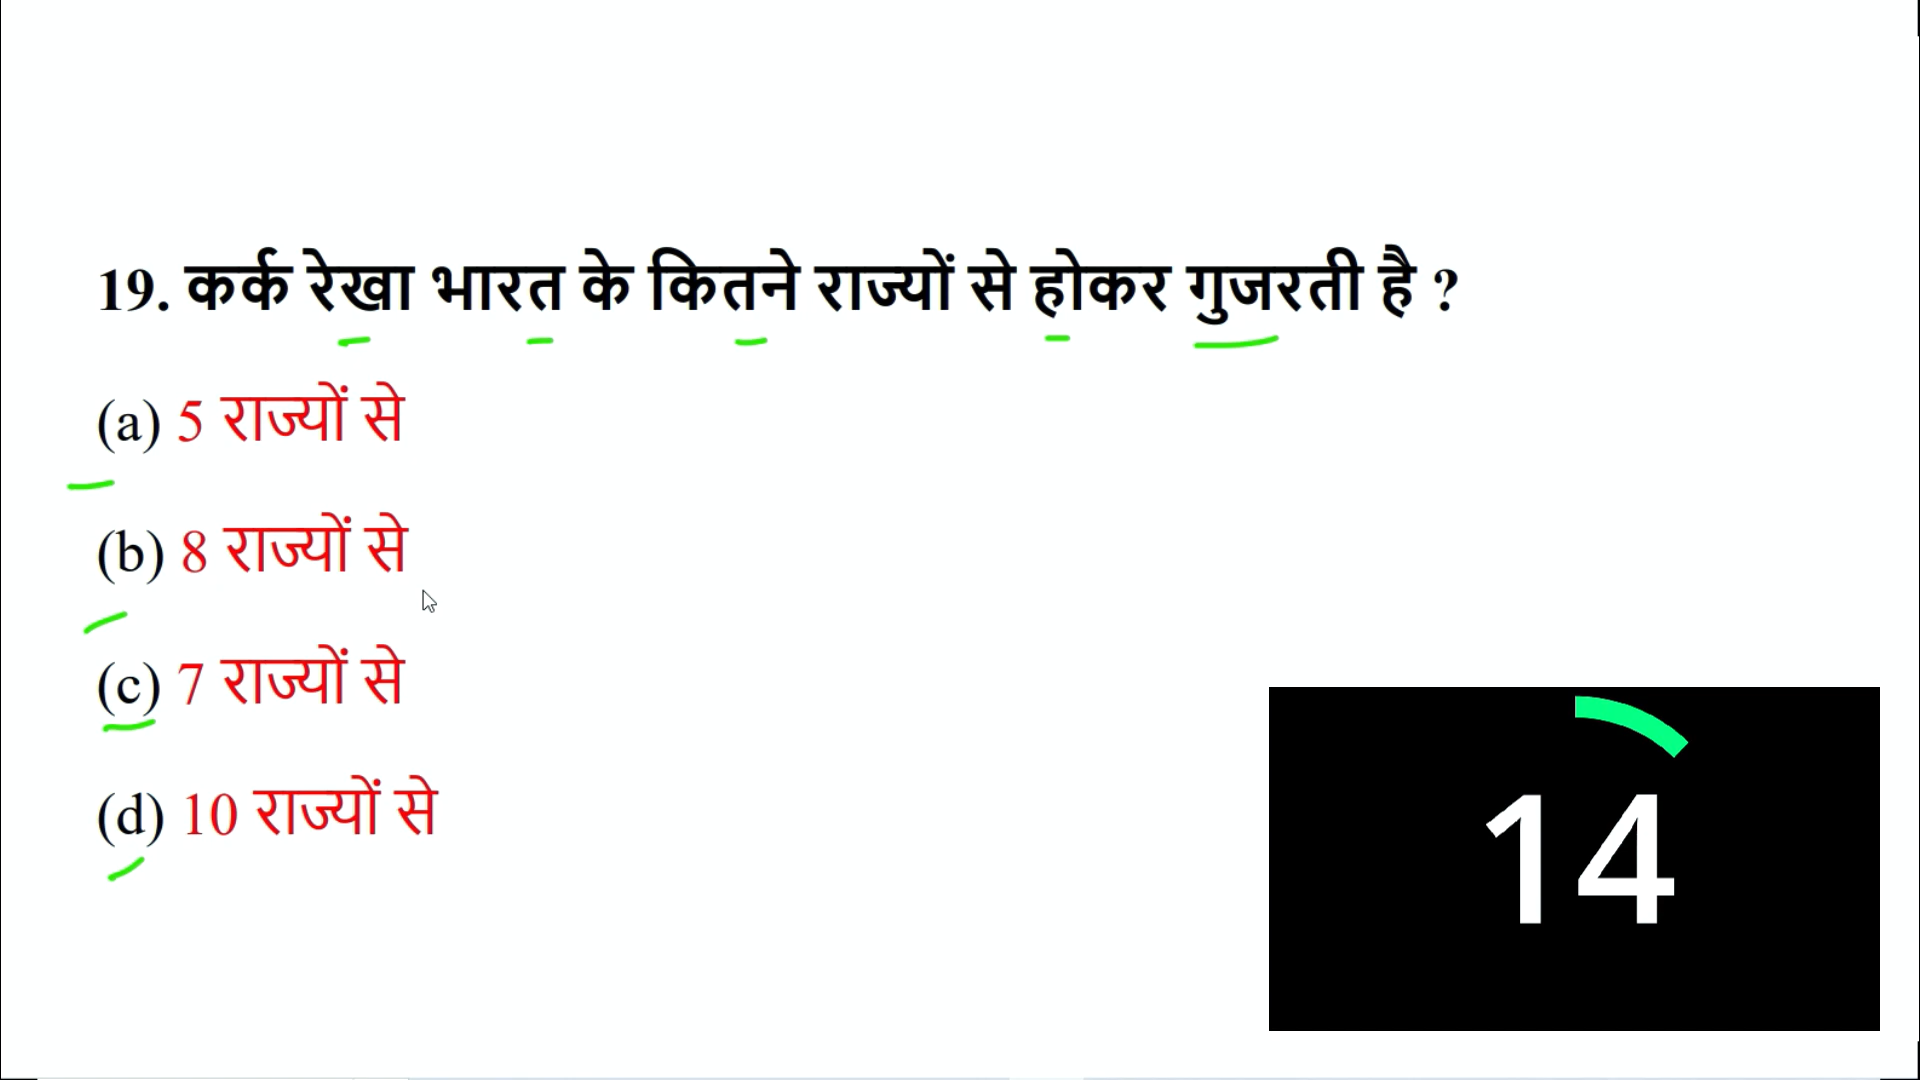 19. कर्क रेखा भारत के कितने राज्यों से होकर गुजरती है ?
(a) 5 राज्यों से
(b) 8 राज्यों से
(c) 7 राज्यों से
(d) 10 राज्यों से
14